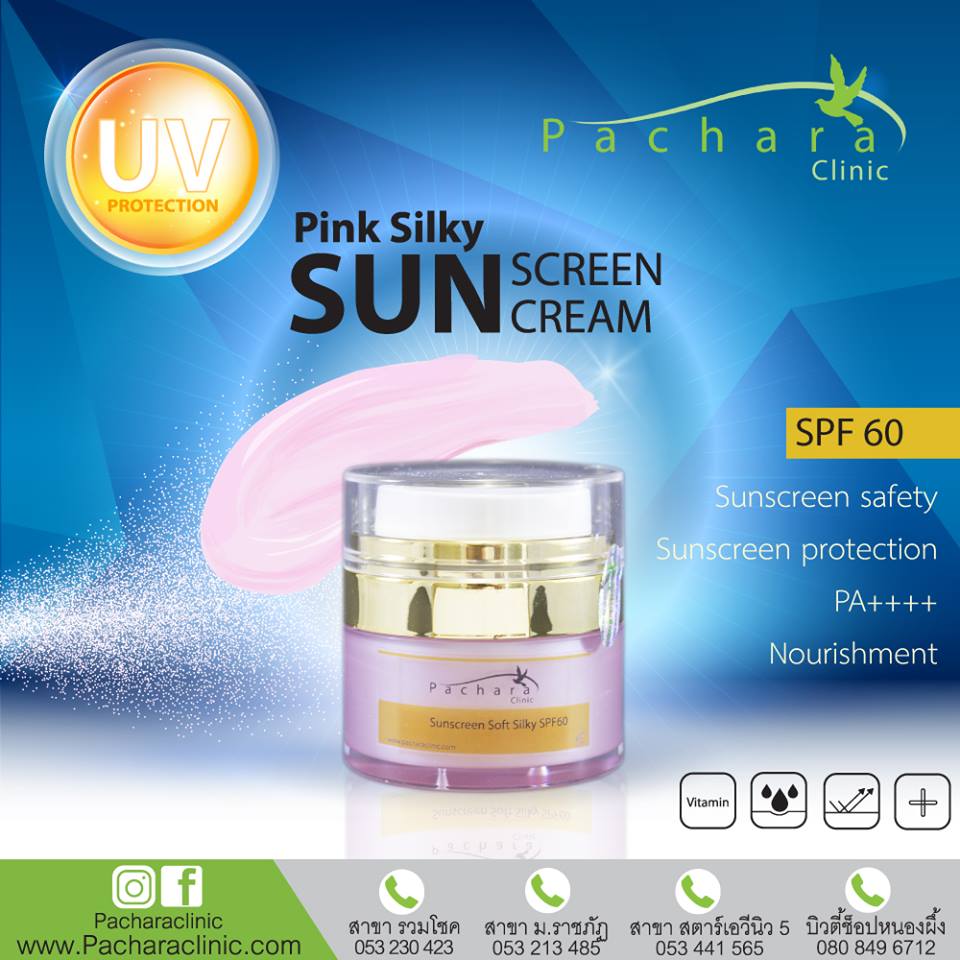 UV
PROTECTION
Pachara
Clinic
Pink Silky
SUN SCREEN
CREAM
SPF 60
Sunscreen safety
Sunscreen protection
PA++++
Nourishment
Pachara
Clinic
Sunscreen Soft Silky SPF60
www.pacharaclinic.com
Vitamin
Pacharaclinic
www.Pacharaclinic.com
สาขา รวมโชค
053 230 423
สาขา ม.ราชภัฏ
053 213 485
สาขา สตาร์เอวีนิว 5
053 441 565
บิวตี้ช็อปหนองผึ้ง
080 849 6712